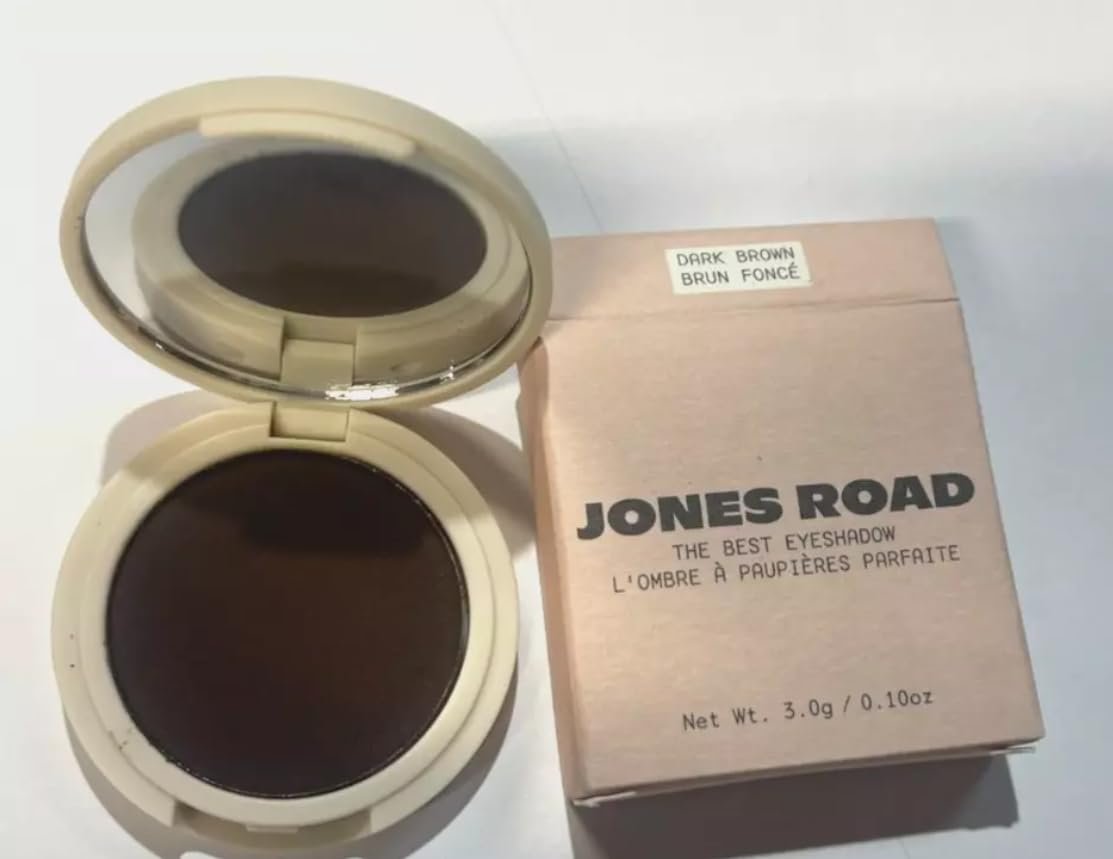 DARK BROWN
BRUN FONCÉ
JONES ROAD
THE BEST EYESHADOW
L'OMBRE À PAUPIÈRES PARFAITE
Net Wt. 3.0g / 0.10oz